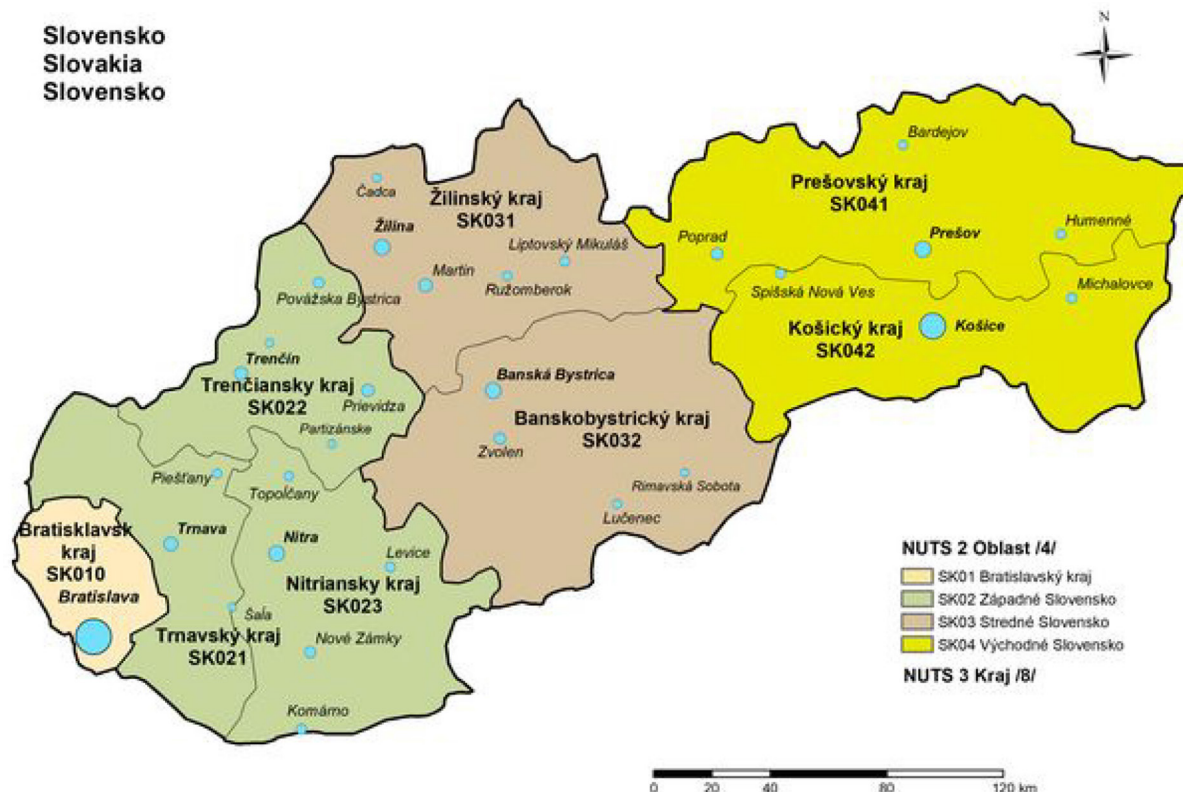 Slovensko
Slovakia
Slovensko
N
Bardejov
Čadca
Žilinský kraj
SK031
Prešovský kraj
SK041
Žilina
Liptovský Mikuláš
Poprad
Prešov
Humenné
Martin
Ružomberok
Považska Bystrica
Spišská Nová Ves
Michalovce
Košický kraj
SK042
Košice
Trenčín
Trenčiansky kraj
SK022
Prievidza
Partizánske
Banská Bystrica
Banskobystrický kraj
SK032
Zvolen
Rimavská Sobota
Lučenec
Piešťany
Topolčany
Bratisklavsk
kraj
SK010
Bratislava
Trnava
Nitra
Levice
Nitriansky kraj
SK023
Šaľa
Trnavský kraj
SK021
Nové Zámky
Komárno
NUTS 2 Oblast /4/
SK01 Bratislavský kraj
SK02 Západné Slovensko
SK03 Stredné Slovensko
SK04 Východné Slovensko
NUTS 3 Kraj /8/
0 20 40 80 120 km